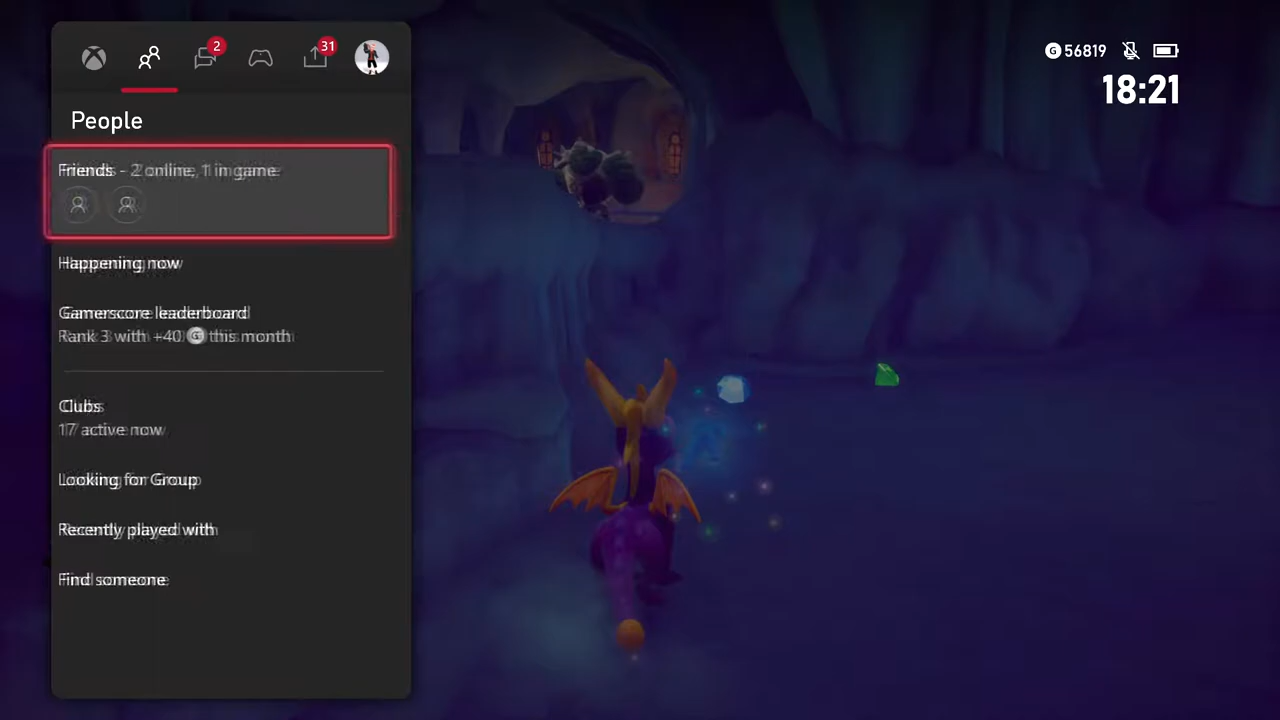 2
31
G 56819
18:21
People
Friends - 2 online, 1 in game
Happening now
Gamerscore leaderboard
Rank 3 with +40 G this month
Clubs
17 active now
Looking for Group
Recently played with
Find someone